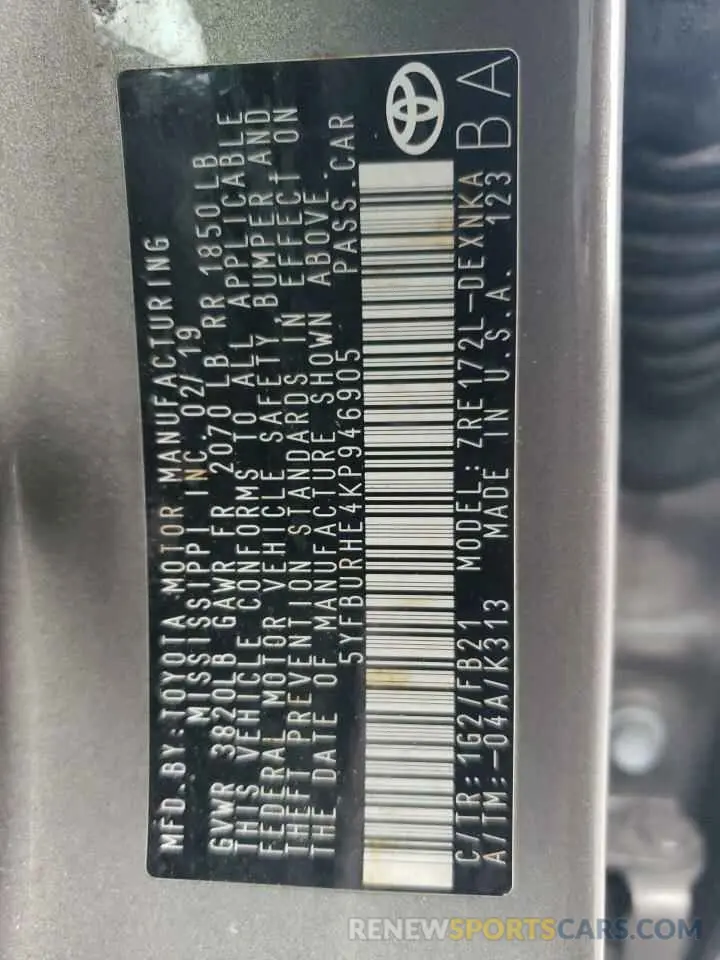 MFD.BY:TOYOTA MOTOR MANUFACTURING
MISSISSIPPI INC. 02/19
GVWR 3820LB GAWR FR 2070 LB RR 1850LB
THIS VEHICLE CONFORMS TO ALL APPLICABLE
FEDERAL MOTOR VEHICLE SAFETY, BUMPER,AND
THEFT PREVENTION STANDARDS IN EFFECT ON
THE DATE OF MANUFACTURE SHOWN ABOVE.
5YFBURHE4KP946905 PASS.CAR
C/TR:1G2/FB21 MODEL:ZRE172L-DEXNKA
A/TM:-04A/K313 MADE IN U.S.A. 123
BA
RENEWSPORTSCARS.COM